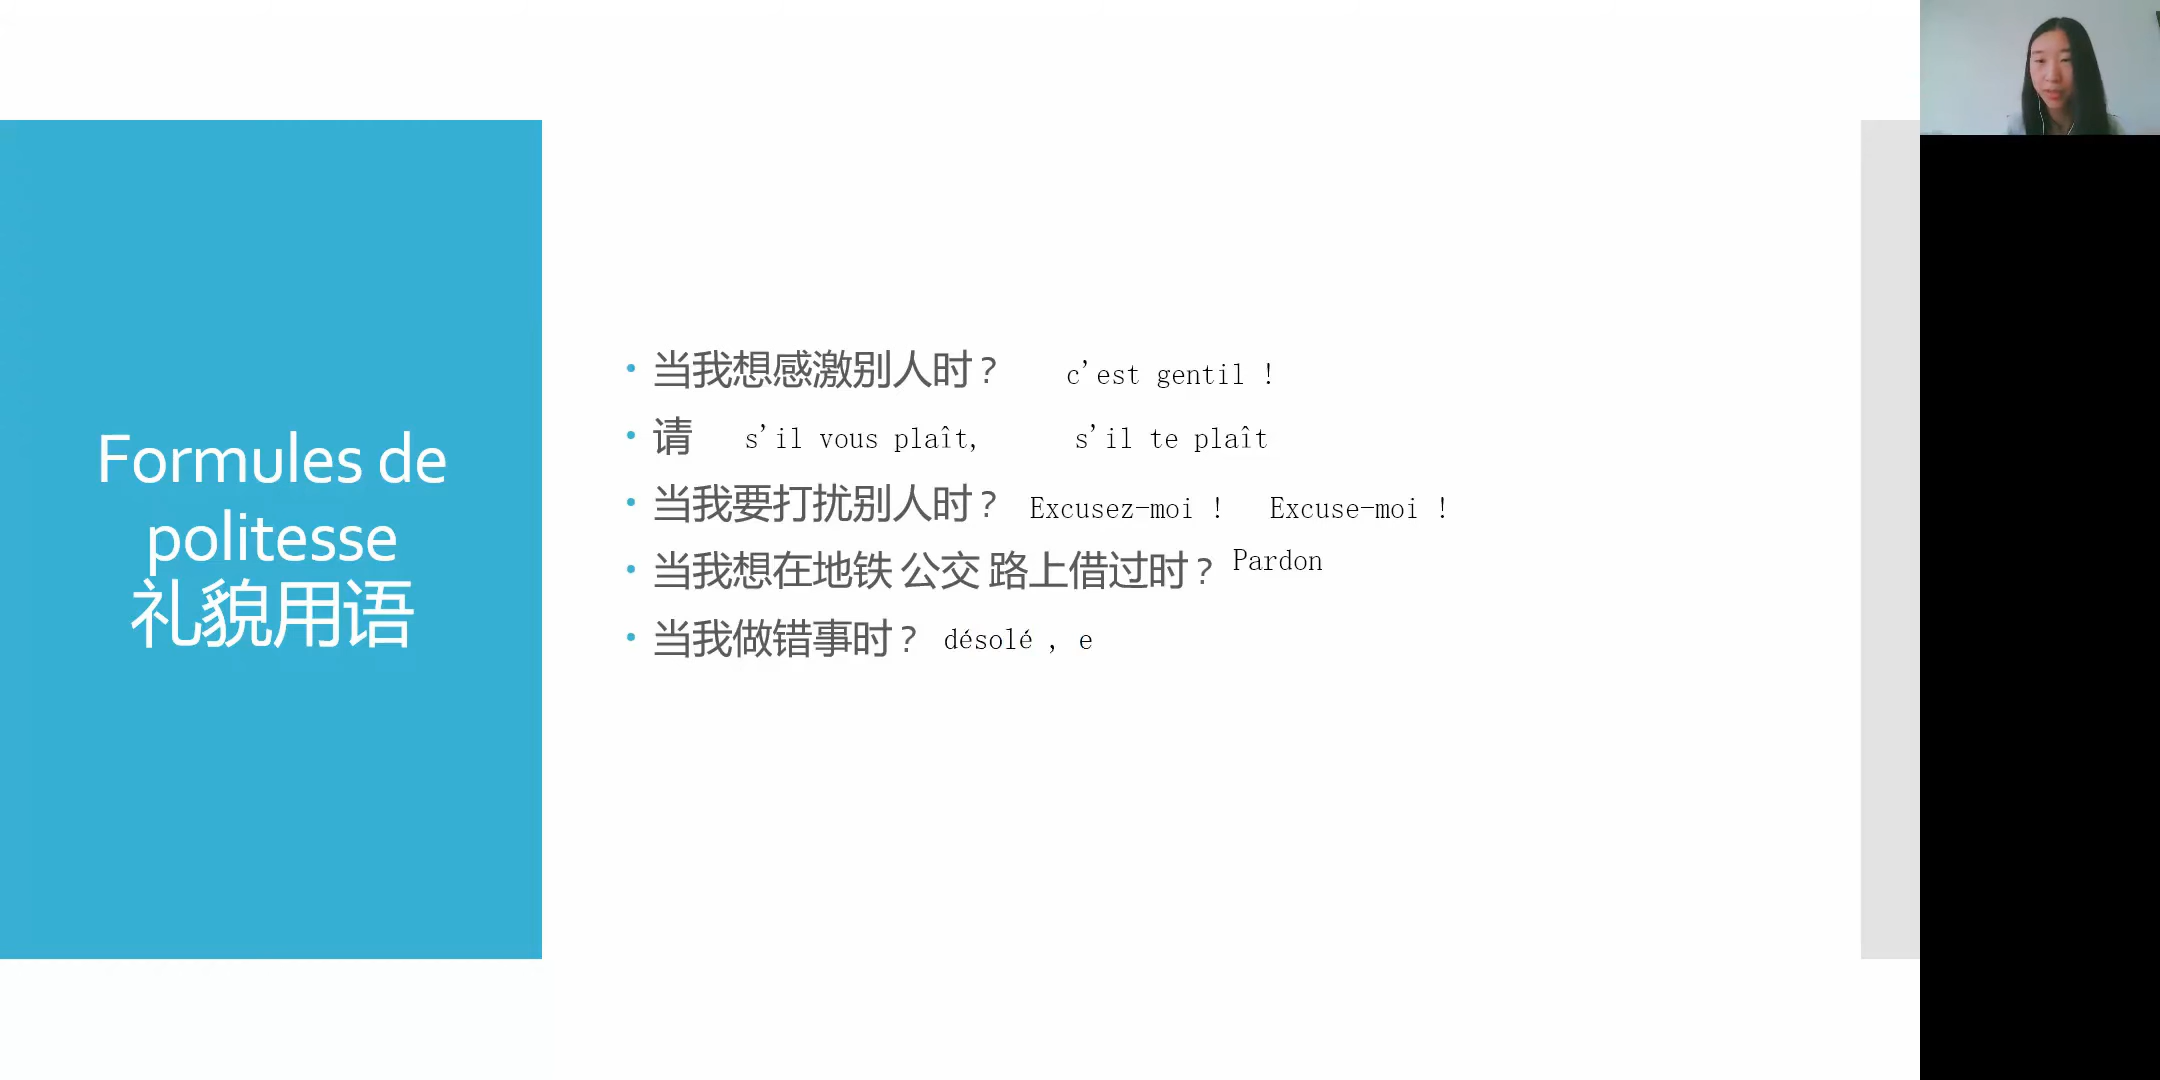 Formules de
politesse
礼貌用语
• 当我想感激别人时？ c'est gentil !
• 请 s'il vous plaît, s'il te plaît
• 当我要打扰别人时？ Excusez-moi ! Excuse-moi !
• 当我想在地铁 公交 路上借过时？ Pardon
• 当我做错事时？ désolé , e